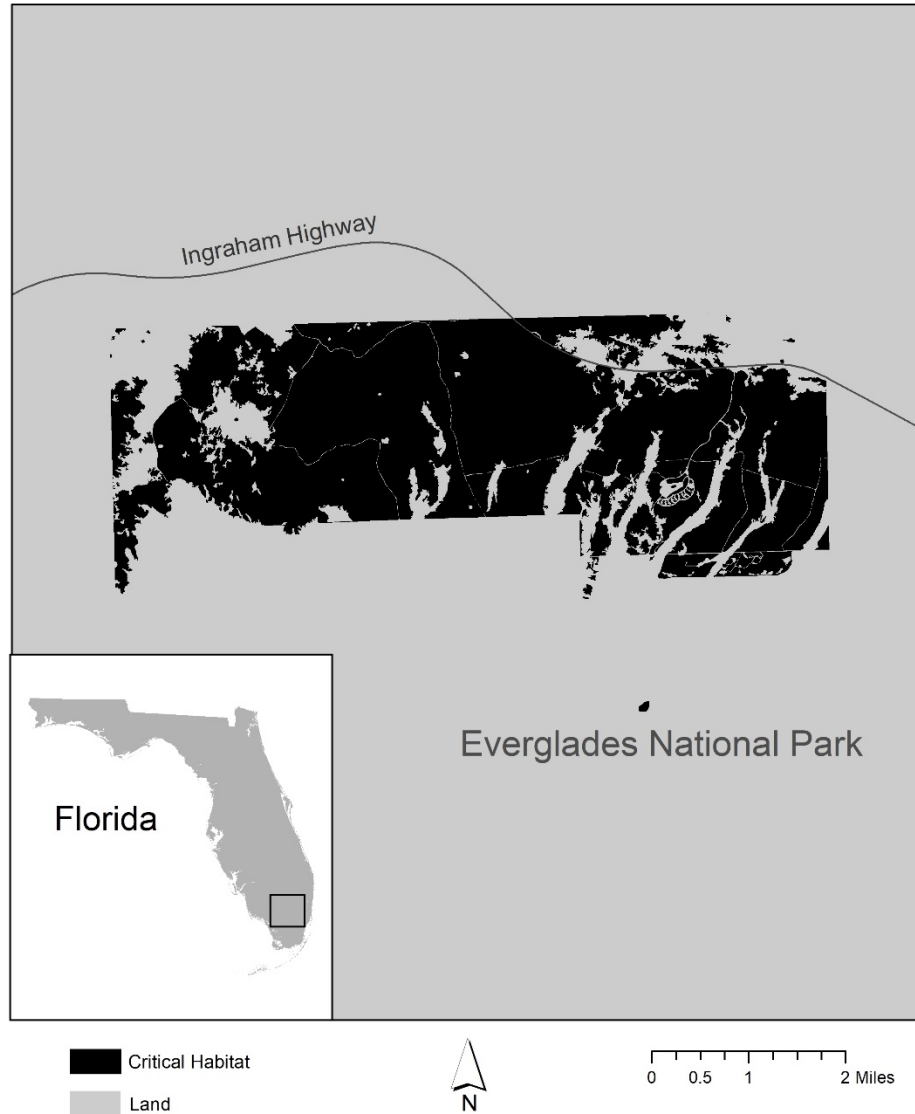 Ingraham Highway
Everglades National Park
Florida
Critical Habitat
Land
N
0 0.5 1 2 Miles